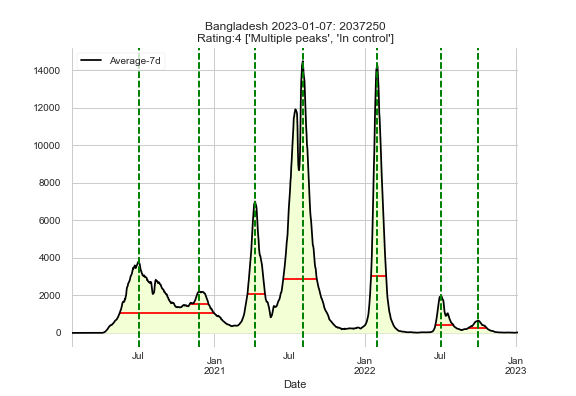 Bangladesh 2023-01-07: 2037250
Rating:4 ['Multiple peaks', 'In control']
Average-7d
14000
12000
10000
8000
6000
4000
2000
0
Jul
Jan
2021
Jul
Jan
2022
Jul
Jan
2023
Date